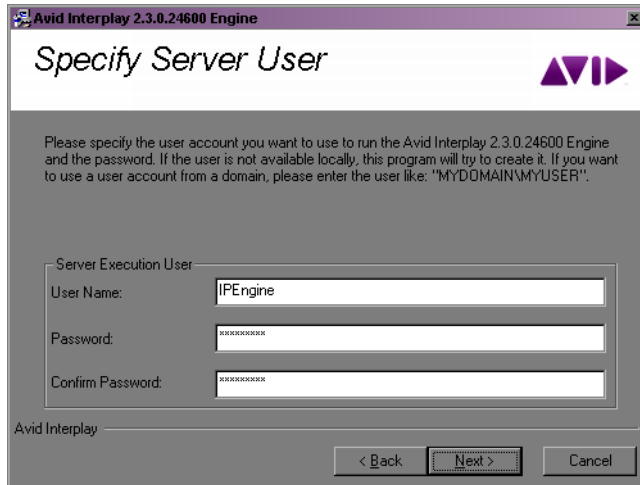 Avid Interplay 2.3.0.24600 Engine
Specify Server User
AVID
Please specify the user account you want to use to run the Avid Interplay 2.3.0.24600 Engine
and the password. If the user is not available locally, this program will try to create it. If you want
to use a user account from a domain, please enter the user like: "MYDOMAIN\MYUSER".
Server Execution User
User Name: IPEngine
Password: xxxxxxxxx
Confirm Password: xxxxxxxxx
Avid Interplay
< Back Next > Cancel